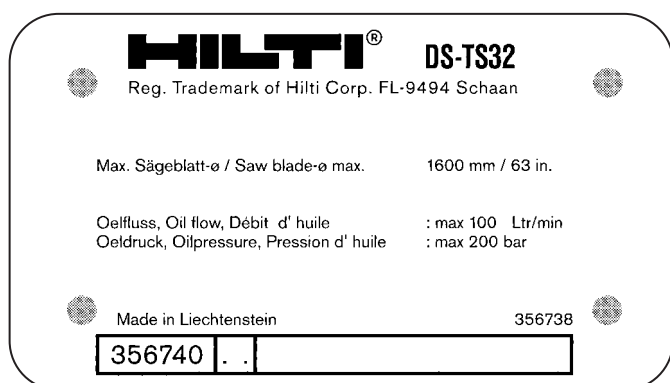 HILTI® DS-TS32
Reg. Trademark of Hilti Corp. FL-9494 Schaan
Max. Sägeblatt-ø / Saw blade-ø max. 1600 mm / 63 in.
Oelfluss, Oil flow, Débit d' huile : max 100 Ltr/min
Oeldruck, Oilpressure, Pression d' huile : max 200 bar
Made in Liechtenstein 356738
356740 . .